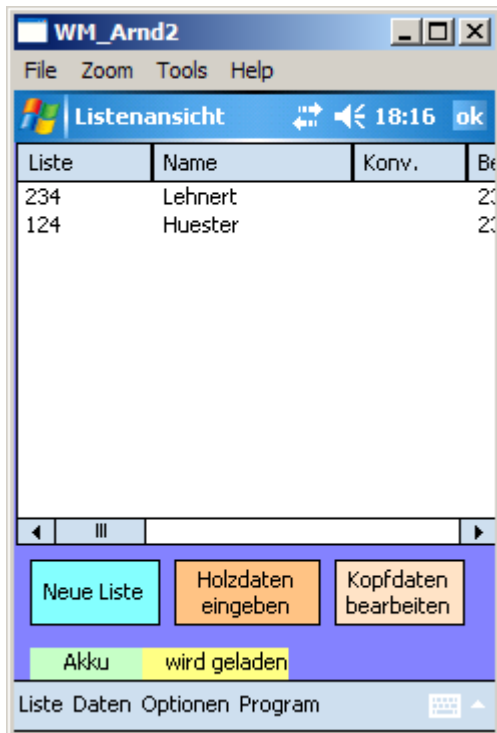 WM_Arnd2
File Zoom Tools Help
Listenansicht 18:16 ok
Liste Name Konv.
234 Lehnert
124 Huester
Neue Liste
Holzdaten
eingeben
Kopfdaten
bearbeiten
Akku wird geladen
Liste Daten Optionen Program